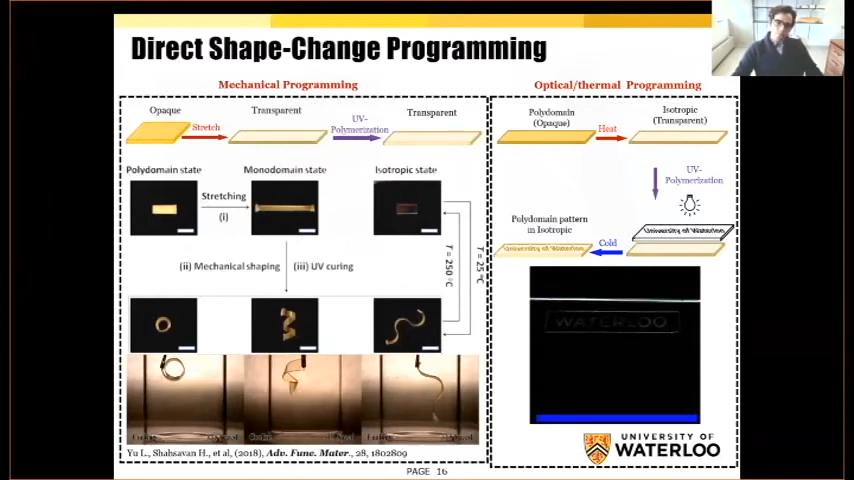 Direct Shape-Change Programming
Mechanical Programming
Opaque
Stretch
Transparent
UV-
Polymerization
Transparent
Polydomain state
Stretching
(i)
Monodomain state
Isotropic state
(ii) Mechanical shaping
(iii) UV curing
T = 250 °C
T = 25 °C
Yu L., Shahsavan H., et al, (2018), Adv. Func. Mater., 28, 1802809
Optical/thermal Programming
Polydomain
(Opaque)
Heat
Isotropic
(Transparent)
UV-
Polymerization
University of Waterloo
Cold
Polydomain pattern
in Isotropic
University of Waterloo
WATERLOO
UNIVERSITY OF
WATERLOO
PAGE 16